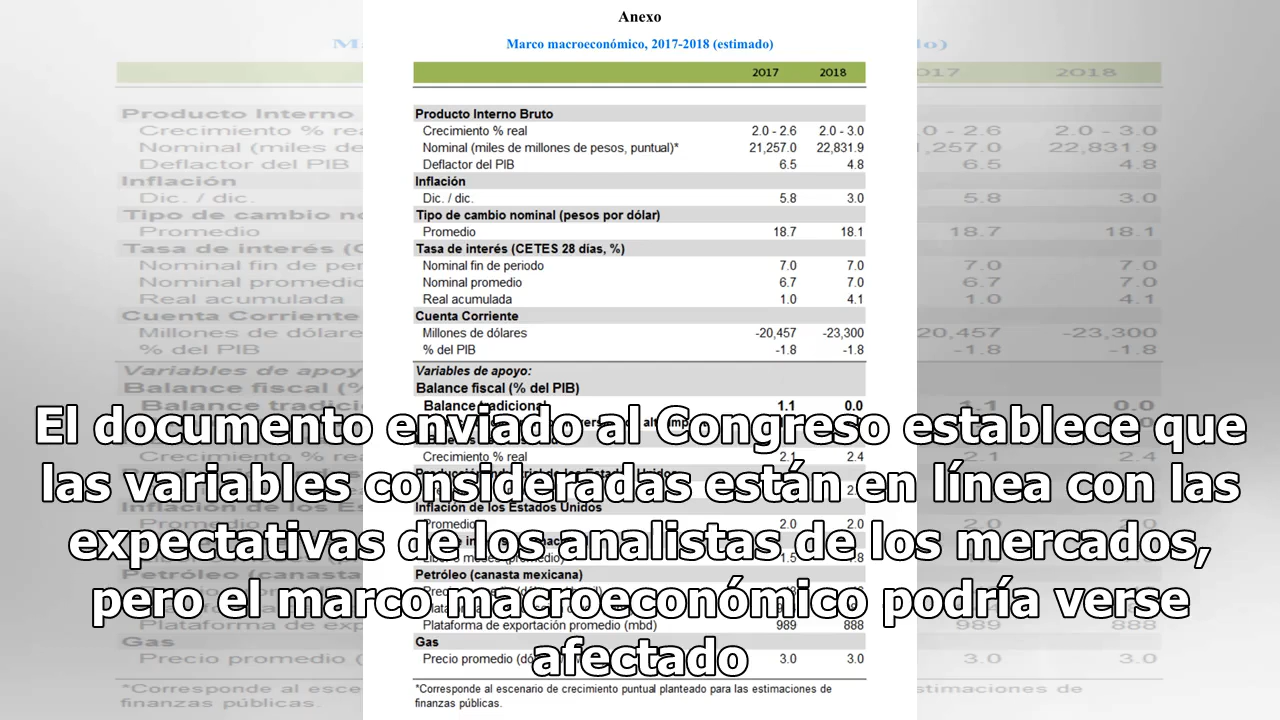 Anexo
Marco macroeconómico, 2017-2018 (estimado)
2017 2018
Producto Interno Bruto
Crecimiento % real 2.0 - 2.6 2.0 - 3.0
Nominal (miles de millones de pesos, puntual)* 21,257.0 22,831.9
Deflactor del PIB 6.5 4.8
Inflación
Dic. / dic. 5.8 3.0
Tipo de cambio nominal (pesos por dólar)
Promedio 18.7 18.1
Tasa de interés (CETES 28 días, %)
Nominal fin de periodo 7.0 7.0
Nominal promedio 6.7 7.0
Real acumulada 1.0 4.1
Cuenta Corriente
Millones de dólares -20,457 -23,300
% del PIB -1.8 -1.8
Variables de apoyo:
Balance fiscal (% del PIB)
Balance tradicional 1.1 0.0
El documento enviado al Congreso establece que
Crecimiento % real 2.1 2.4
las variables consideradas están en línea con las
Inflación de los Estados Unidos
Promedio 2.0 2.0
expectativas de los analistas de los mercados,
Petróleo (canasta mexicana)
pero el marco macroeconómico podría verse
Plataforma de exportación promedio (mbd) 989 888
Gas
Precio promedio 3.0 3.0
afectado
*Corresponde al escenario de crecimiento puntual planteado para las estimaciones de
finanzas públicas.